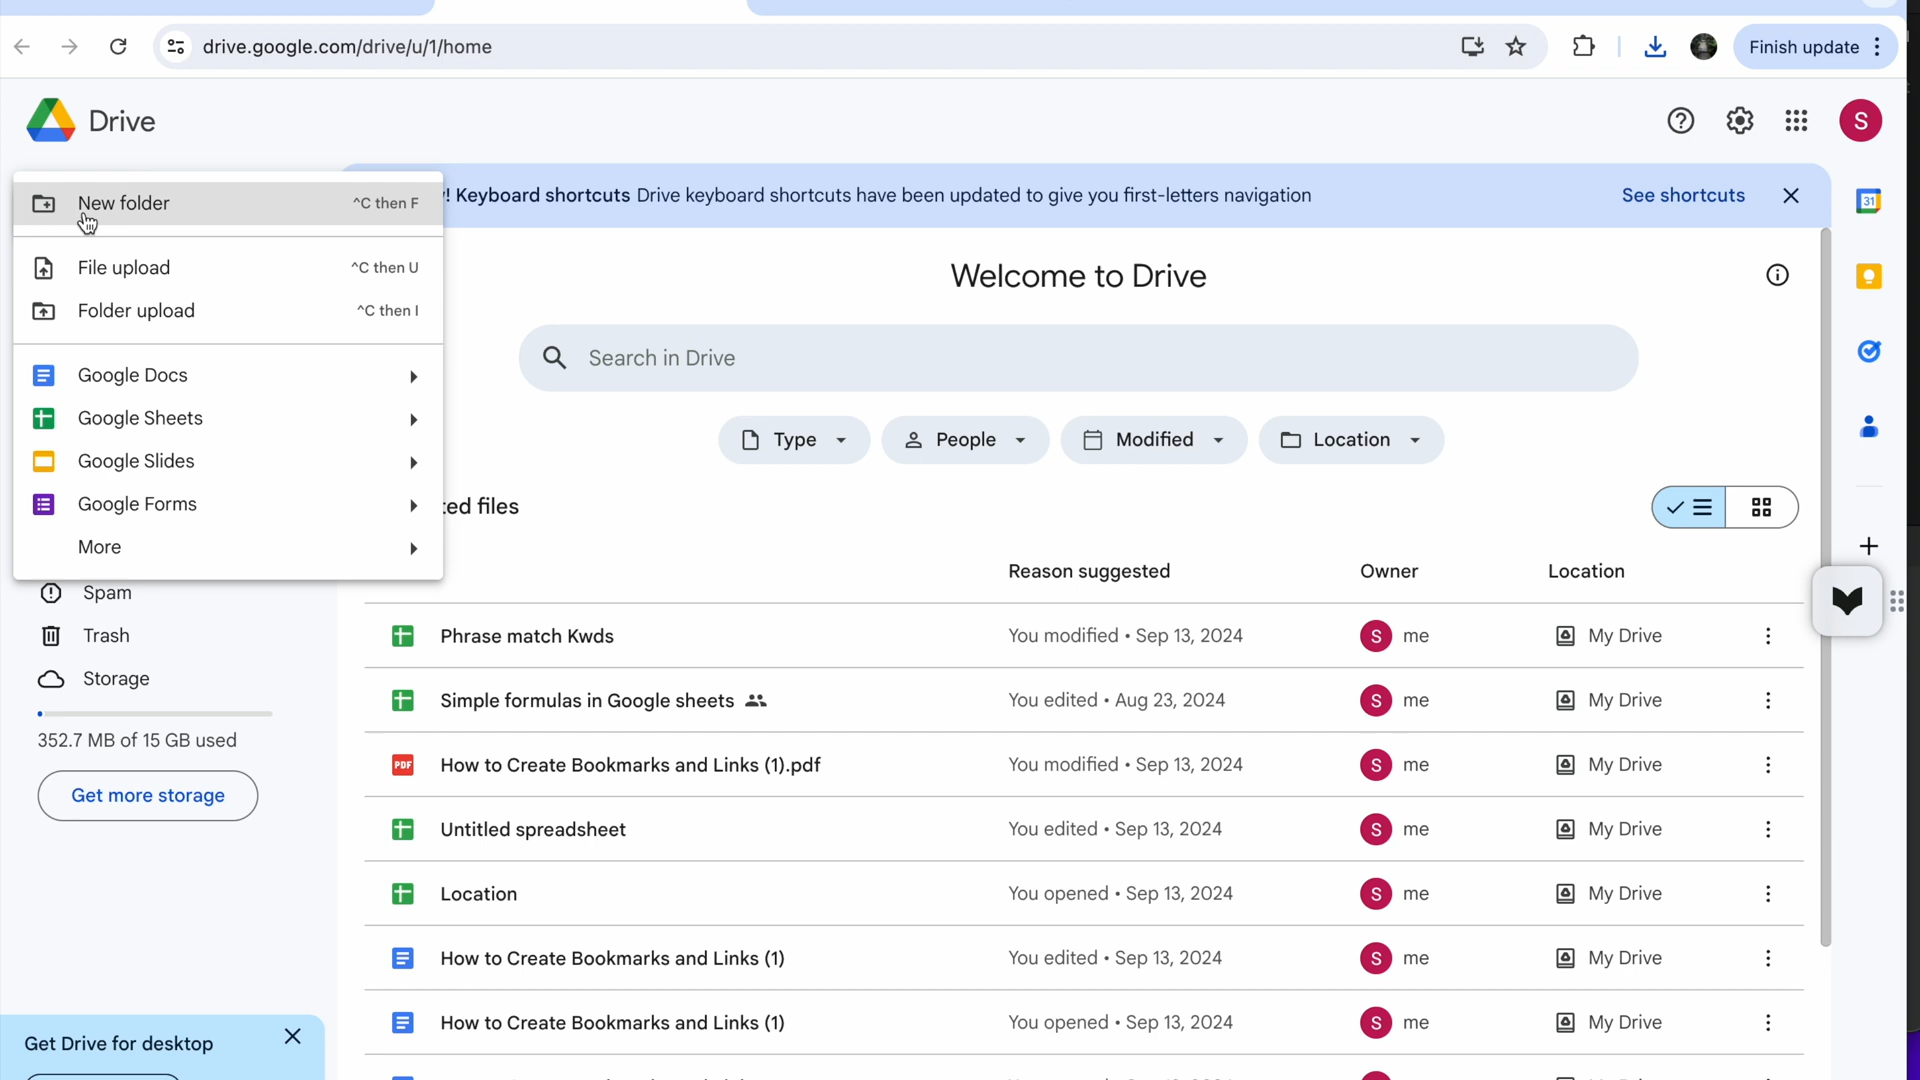 drive.google.com/drive/u/1/home
Finish update
Drive
S
New folder ^C then F
! Keyboard shortcuts Drive keyboard shortcuts have been updated to give you first-letters navigation See shortcuts
31
File upload ^C then U
Folder upload ^C then I
Google Docs
Google Sheets
Google Slides
Google Forms
More
Spam
Trash
Storage
352.7 MB of 15 GB used
Get more storage
Get Drive for desktop
Welcome to Drive
Search in Drive
Type People Modified Location
ted files
Reason suggested Owner Location
Phrase match Kwds You modified • Sep 13, 2024 S me My Drive
Simple formulas in Google sheets You edited • Aug 23, 2024 S me My Drive
PDF How to Create Bookmarks and Links (1).pdf You modified • Sep 13, 2024 S me My Drive
Untitled spreadsheet You edited • Sep 13, 2024 S me My Drive
Location You opened • Sep 13, 2024 S me My Drive
How to Create Bookmarks and Links (1) You edited • Sep 13, 2024 S me My Drive
How to Create Bookmarks and Links (1) You opened • Sep 13, 2024 S me My Drive